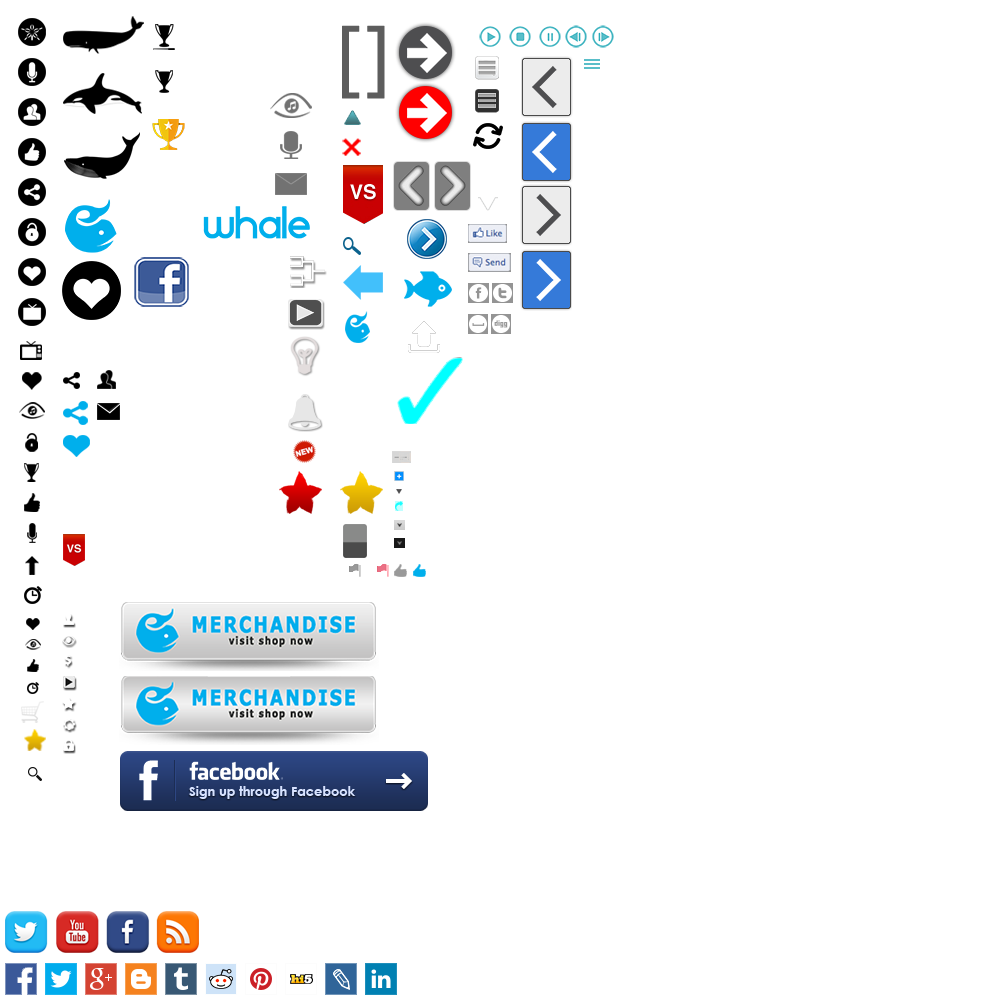 VS
whale
Like
Send
digg
NEW
VS
MERCHANDISE
visit shop now
MERCHANDISE
visit shop now
facebook
Sign up through Facebook
You
Tube
g+
t
hi5
in